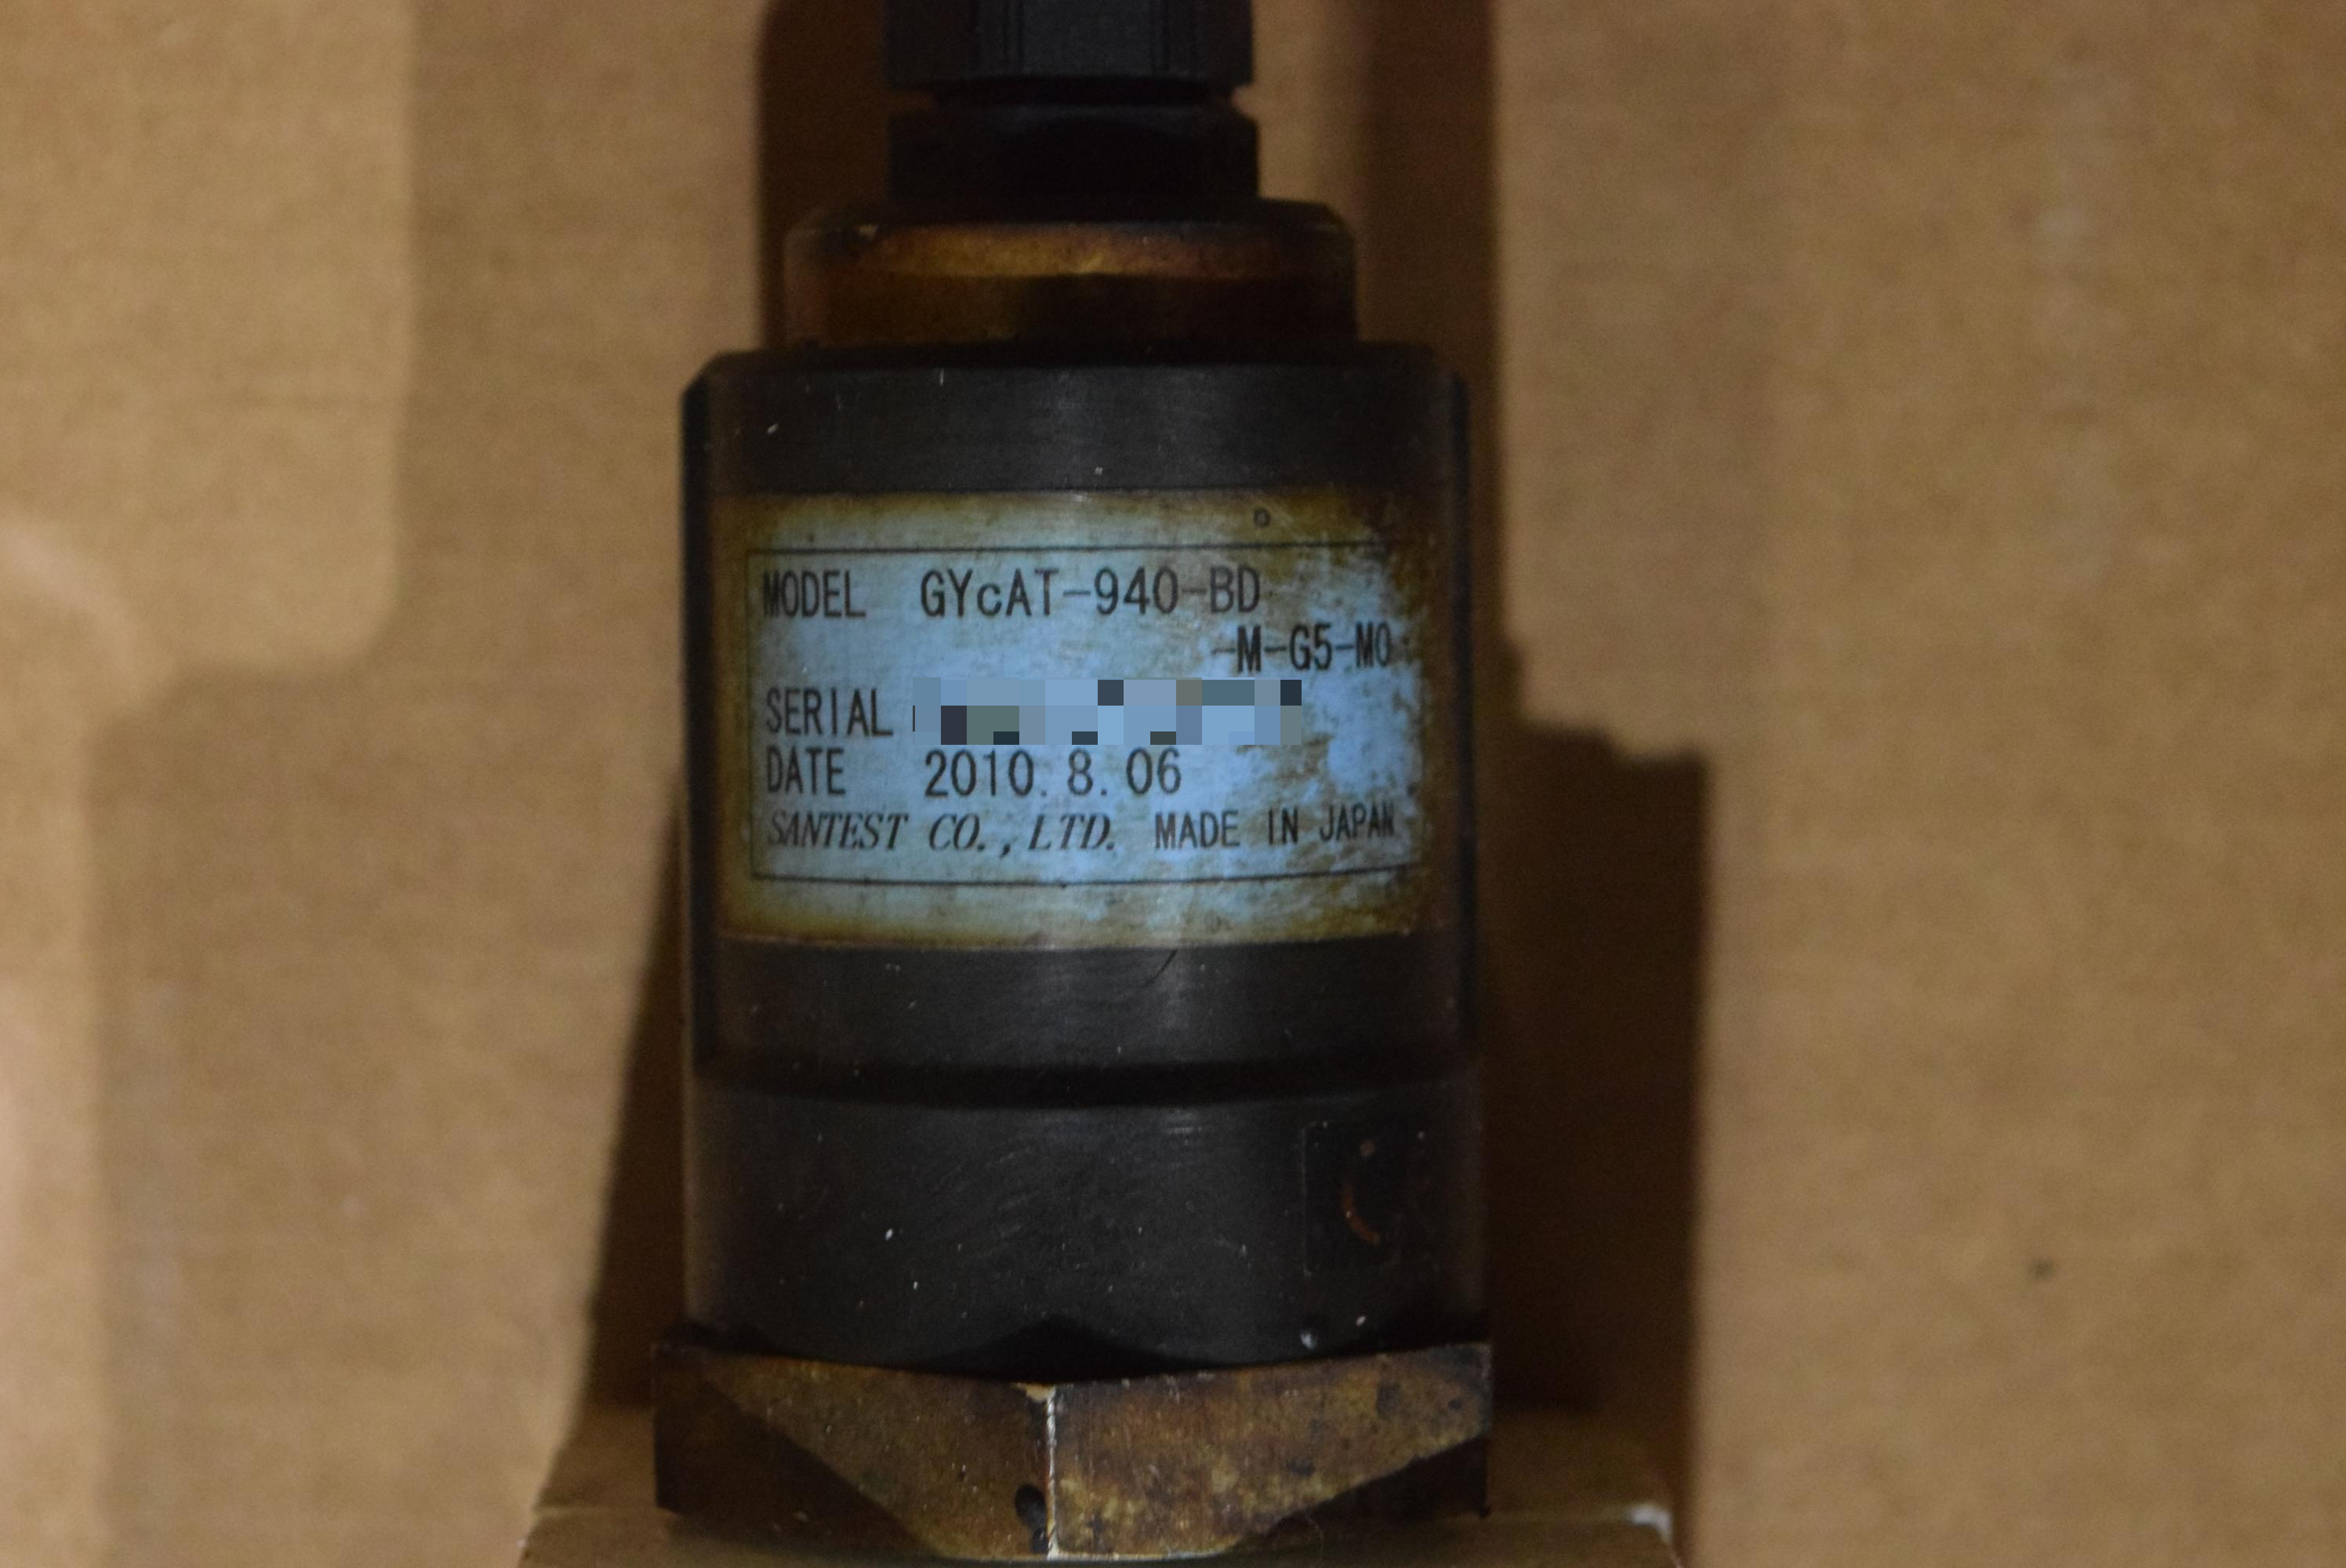 MODEL GYcAT-940-BD
-M-G5-MO
SERIAL
DATE 2010. 8. 06
SANTEST CO., LTD. MADE IN JAPAN